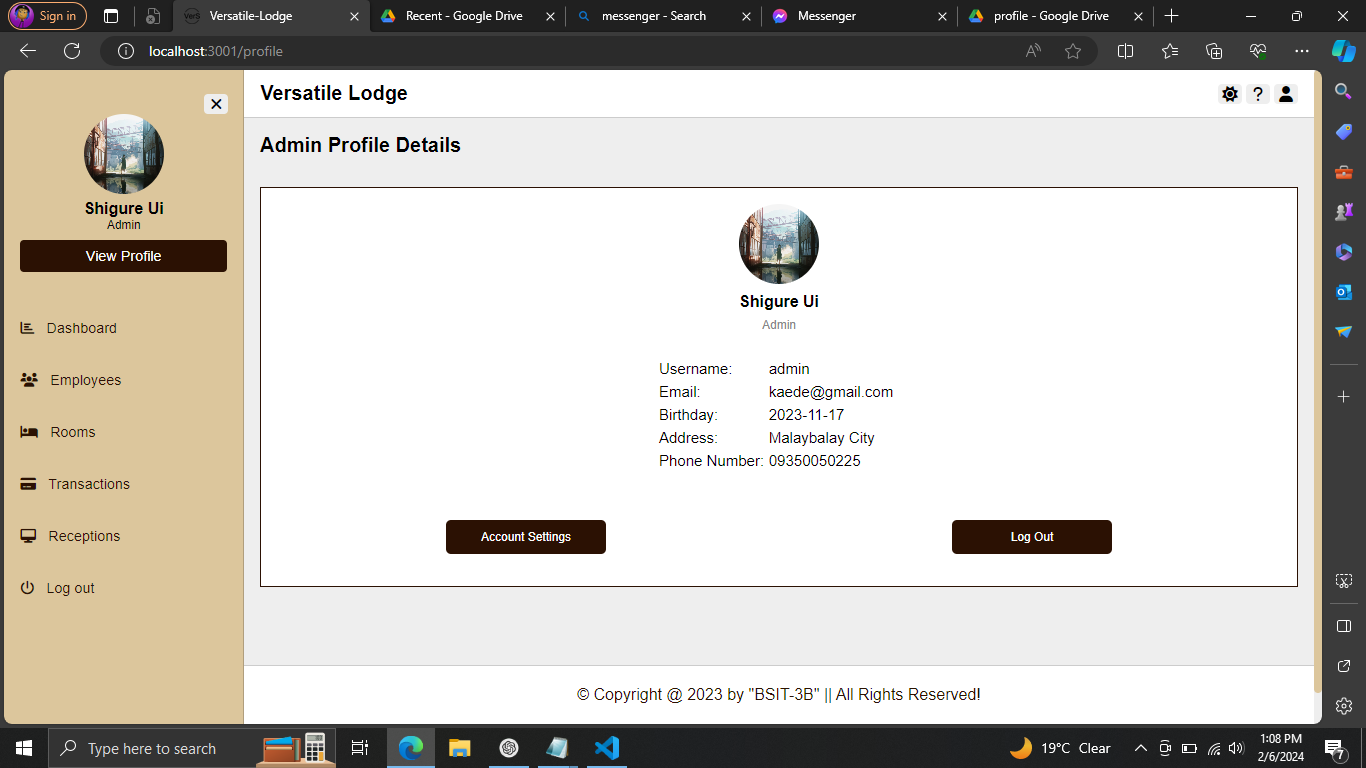 Sign in
Versatile-Lodge
Recent - Google Drive
messenger - Search
Messenger
profile - Google Drive
localhost:3001/profile
Versatile Lodge
?
Shigure Ui
Admin
View Profile
Dashboard
Employees
Rooms
Transactions
Receptions
Log out
Admin Profile Details
Shigure Ui
Admin
Username: admin
Email: kaede@gmail.com
Birthday: 2023-11-17
Address: Malaybalay City
Phone Number: 09350050225
Account Settings
Log Out
© Copyright @ 2023 by "BSIT-3B" || All Rights Reserved!
Type here to search
19°C Clear
1:08 PM
2/6/2024
7